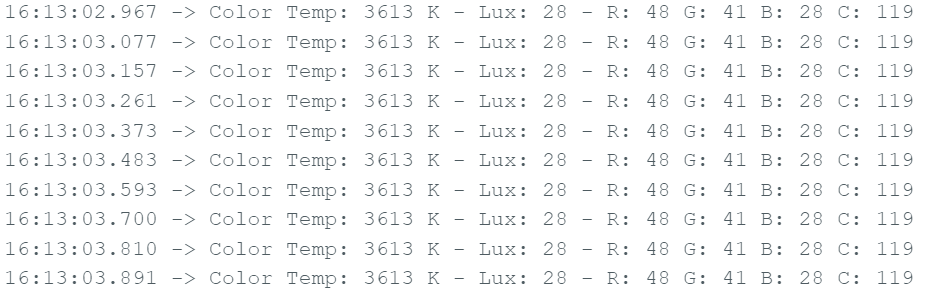 16:13:02.967 -> Color Temp: 3613 K - Lux: 28 - R: 48 G: 41 B: 28 C: 119
16:13:03.077 -> Color Temp: 3613 K - Lux: 28 - R: 48 G: 41 B: 28 C: 119
16:13:03.157 -> Color Temp: 3613 K - Lux: 28 - R: 48 G: 41 B: 28 C: 119
16:13:03.261 -> Color Temp: 3613 K - Lux: 28 - R: 48 G: 41 B: 28 C: 119
16:13:03.373 -> Color Temp: 3613 K - Lux: 28 - R: 48 G: 41 B: 28 C: 119
16:13:03.483 -> Color Temp: 3613 K - Lux: 28 - R: 48 G: 41 B: 28 C: 119
16:13:03.593 -> Color Temp: 3613 K - Lux: 28 - R: 48 G: 41 B: 28 C: 119
16:13:03.700 -> Color Temp: 3613 K - Lux: 28 - R: 48 G: 41 B: 28 C: 119
16:13:03.810 -> Color Temp: 3613 K - Lux: 28 - R: 48 G: 41 B: 28 C: 119
16:13:03.891 -> Color Temp: 3613 K - Lux: 28 - R: 48 G: 41 B: 28 C: 119